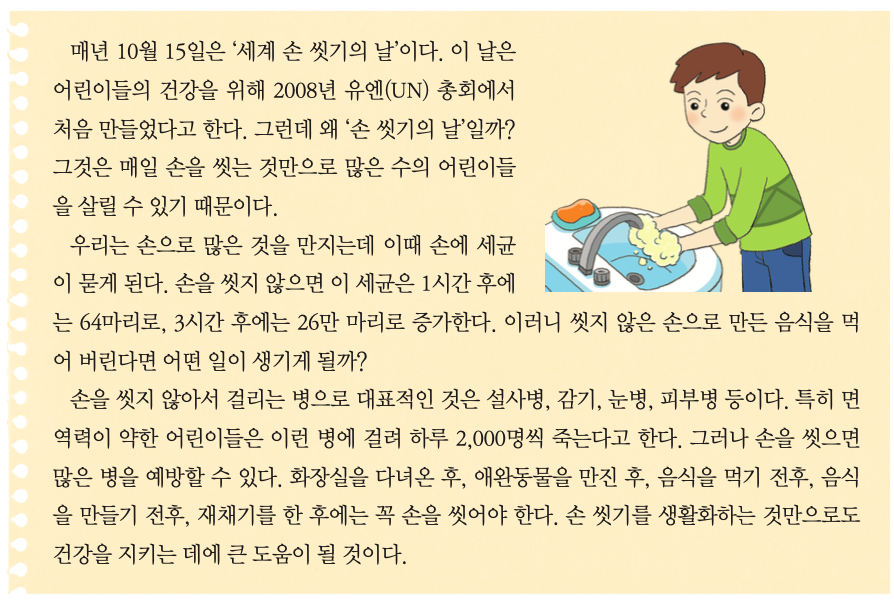 매년 10월 15일은 ‘세계 손 씻기의 날’이다. 이 날은
어린이들의 건강을 위해 2008년 유엔(UN) 총회에서
처음 만들었다고 한다. 그런데 왜 ‘손 씻기의 날’일까?
그것은 매일 손을 씻는 것만으로 많은 수의 어린이들
을 살릴 수 있기 때문이다.
우리는 손으로 많은 것을 만지는데 이때 손에 세균
이 묻게 된다. 손을 씻지 않으면 이 세균은 1시간 후에
는 64마리로, 3시간 후에는 26만 마리로 증가한다. 이러니 씻지 않은 손으로 만든 음식을 먹
어 버린다면 어떤 일이 생기게 될까?
손을 씻지 않아서 걸리는 병으로 대표적인 것은 설사병, 감기, 눈병, 피부병 등이다. 특히 면
역력이 약한 어린이들은 이런 병에 걸려 하루 2,000명씩 죽는다고 한다. 그러나 손을 씻으면
많은 병을 예방할 수 있다. 화장실을 다녀온 후, 애완동물을 만진 후, 음식을 먹기 전후, 음식
을 만들기 전후, 재채기를 한 후에는 꼭 손을 씻어야 한다. 손 씻기를 생활화하는 것만으로도
건강을 지키는 데에 큰 도움이 될 것이다.